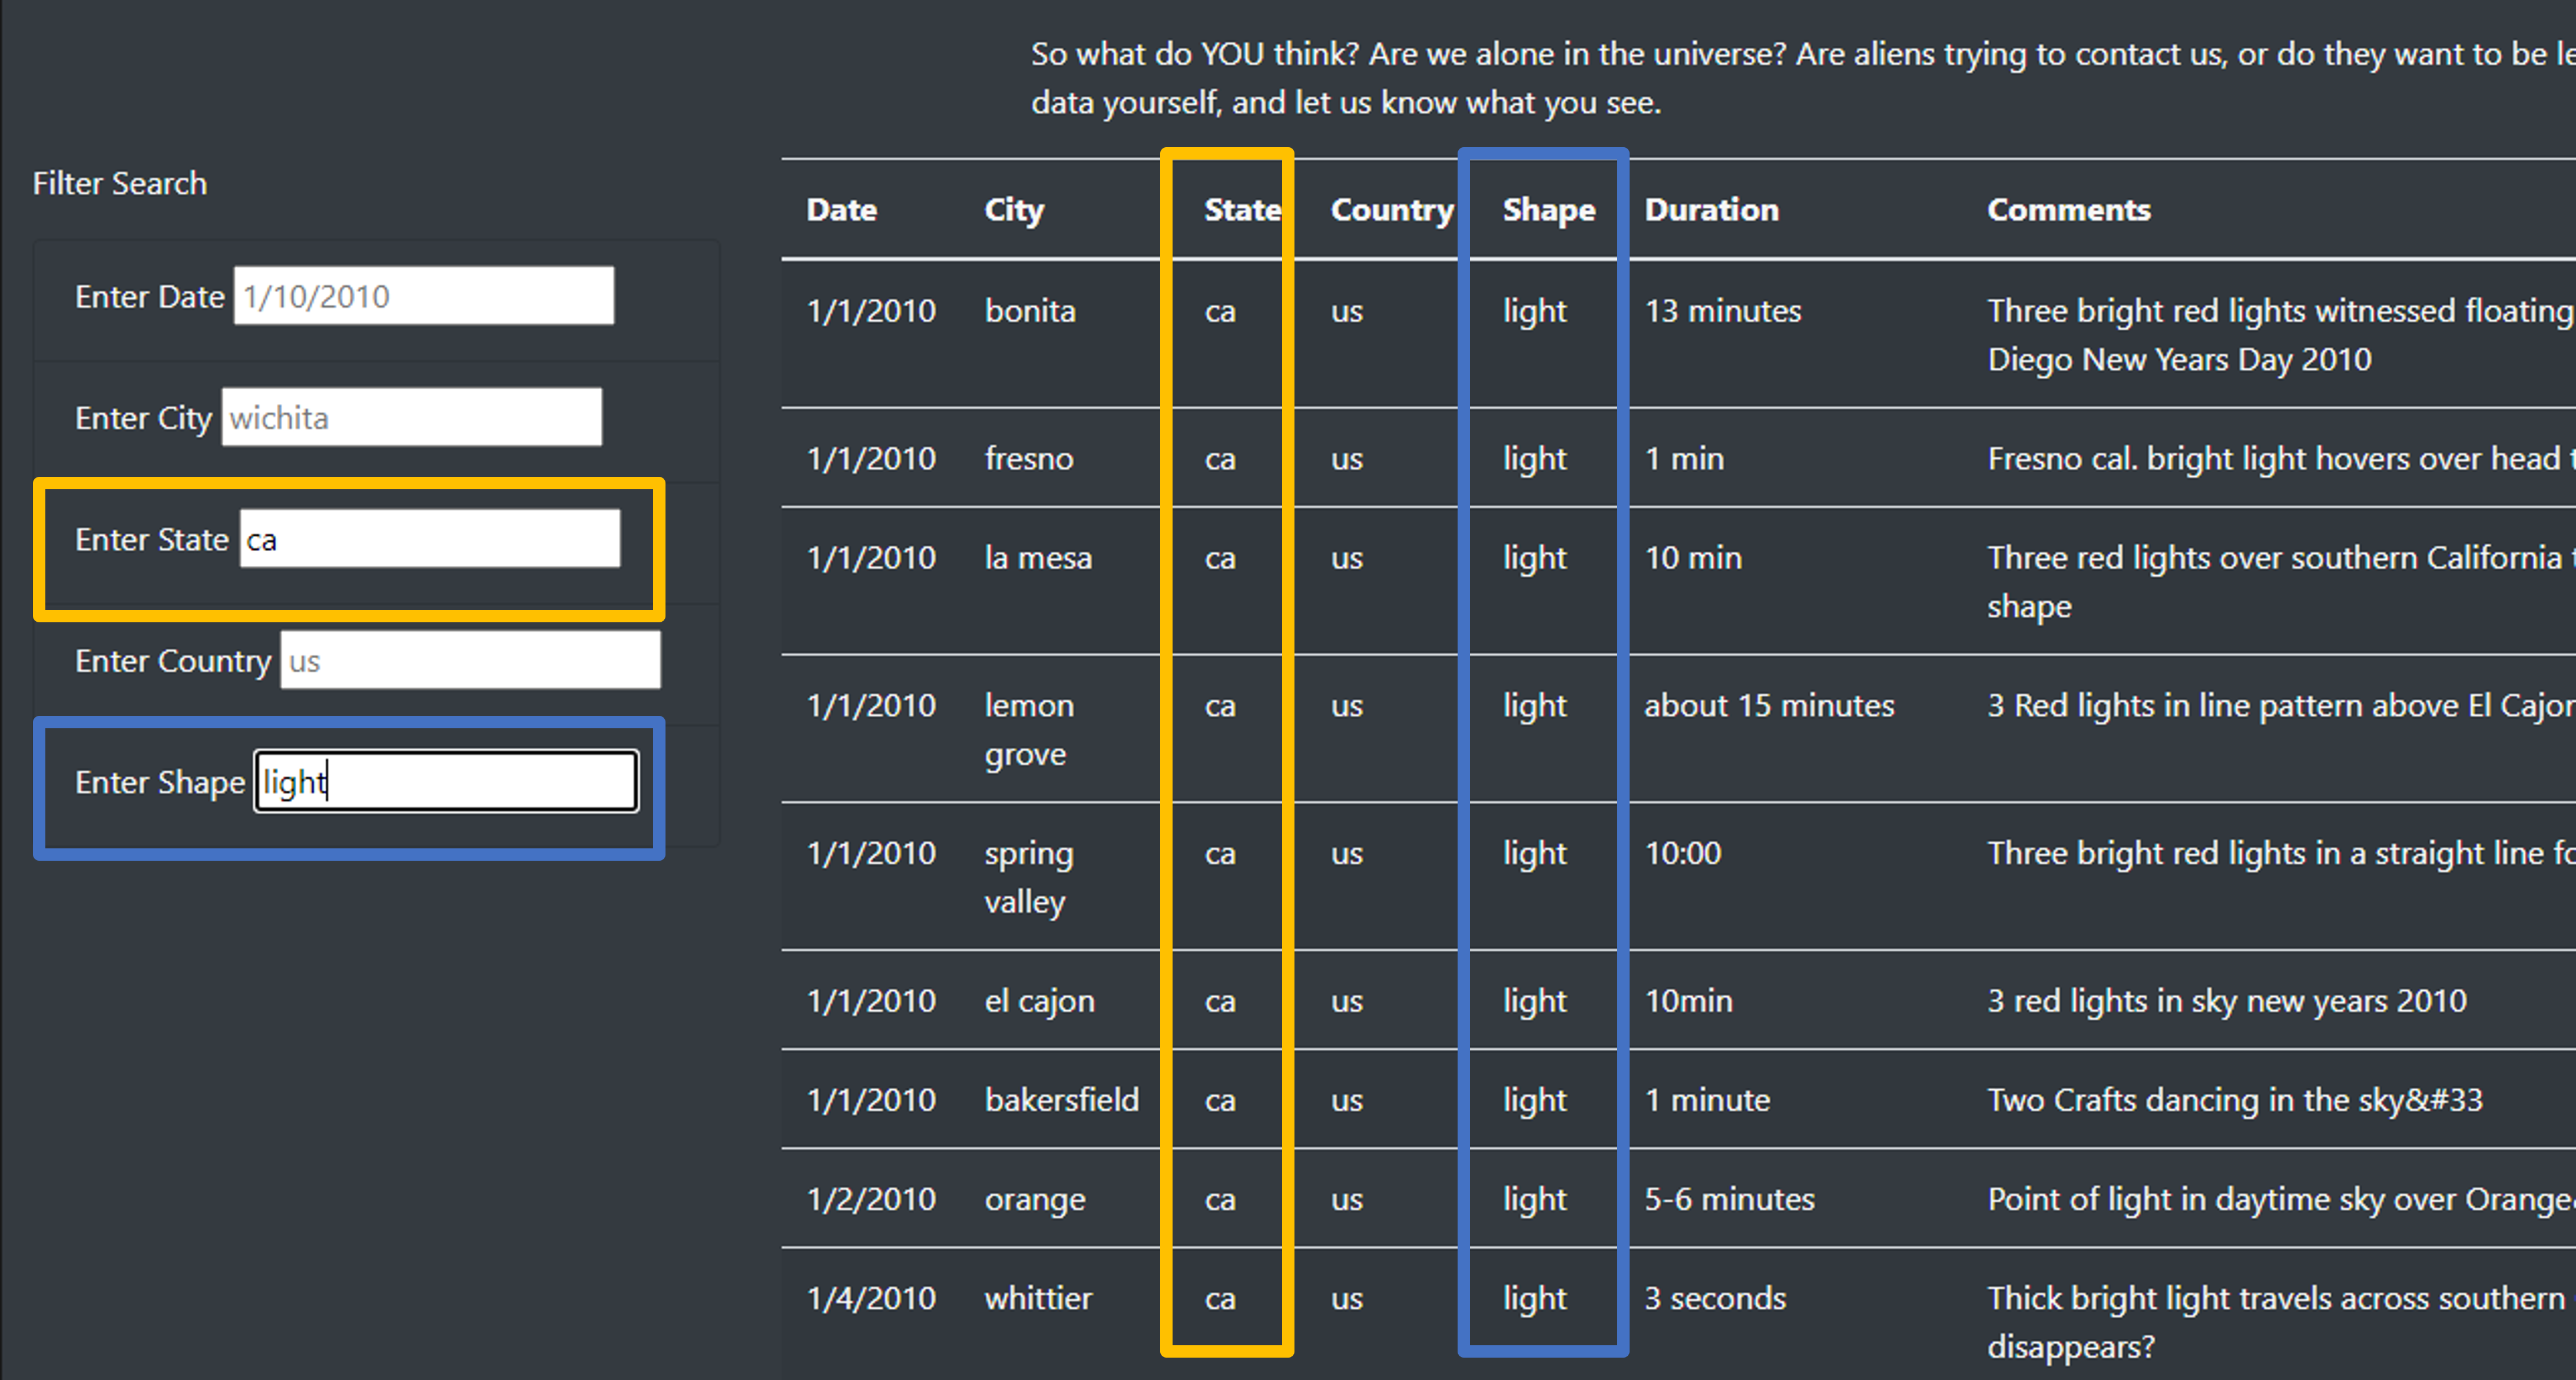 So what do YOU think? Are we alone in the universe? Are aliens trying to contact us, or do they want to be
data yourself, and let us know what you see.
Filter Search
Enter Date 1/10/2010
Enter City wichita
Enter State ca
Enter Country us
Enter Shape light
Date City State Country Shape Duration Comments
1/1/2010 bonita ca us light 13 minutes Three bright red lights witnessed floating
Diego New Years Day 2010
1/1/2010 fresno ca us light 1 min Fresno cal. bright light hovers over head
1/1/2010 la mesa ca us light 10 min Three red lights over southern California
shape
1/1/2010 lemon ca us light about 15 minutes 3 Red lights in line pattern above El
grove
1/1/2010 spring ca us light 10:00 Three bright red lights in a straight line
valley
1/1/2010 el cajon ca us light 10min 3 red lights in sky new years 2010
1/1/2010 bakersfield ca us light 1 minute Two Crafts dancing in the sky&#33
1/2/2010 orange ca us light 5-6 minutes Point of light in daytime sky over Orange
1/4/2010 whittier ca us light 3 seconds Thick bright light travels across southern
disappears?